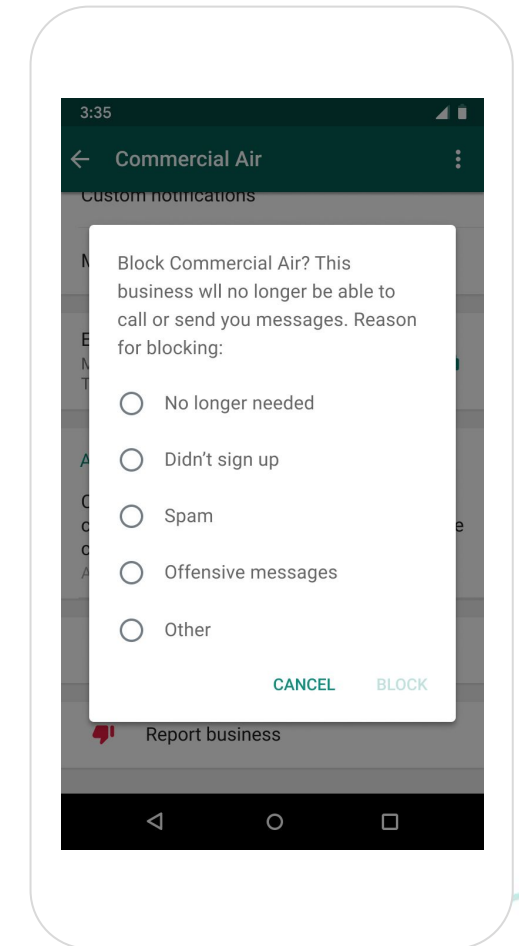 3:35
Commercial Air
Custom notifications
Block Commercial Air? This
business wll no longer be able to
call or send you messages. Reason
for blocking:
No longer needed
Didn’t sign up
Spam
Offensive messages
Other
CANCEL BLOCK
Report business